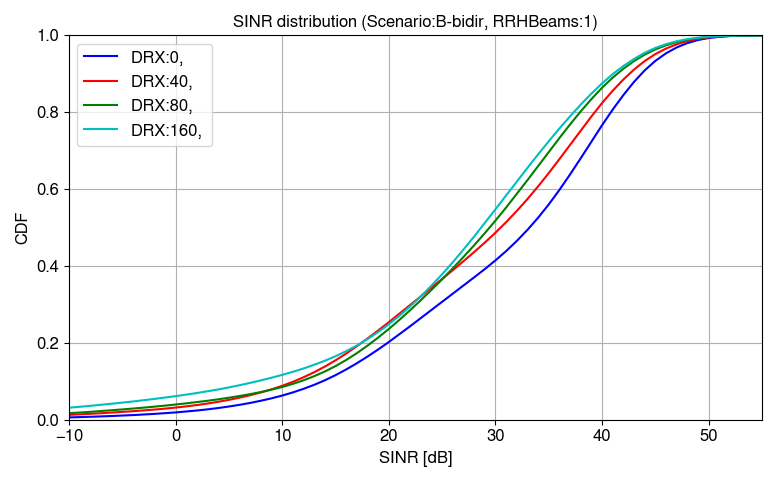 SINR distribution (Scenario:B-bidir, RRHBeams:1)
1.0
0.8
0.6
0.4
0.2
0.0
CDF
DRX:0,
DRX:40,
DRX:80,
DRX:160,
−10
0
10
20
30
40
50
SINR [dB]